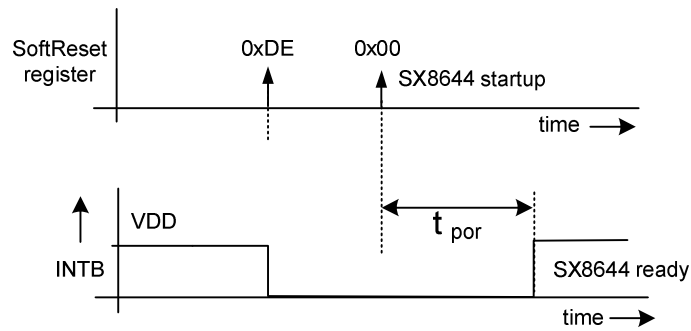 SoftReset
register
0xDE
0x00
SX8644 startup
time
VDD
INTB
t por
SX8644 ready
time